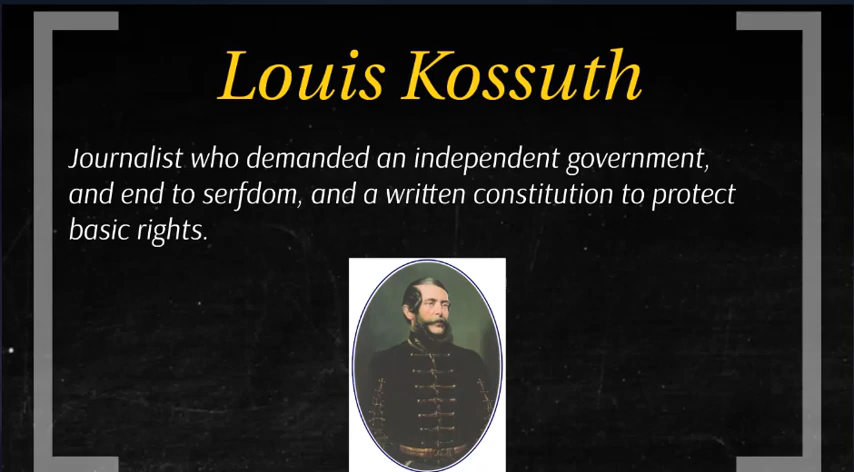 Louis Kossuth
Journalist who demanded an independent government,
and end to serfdom, and a written constitution to protect
basic rights.